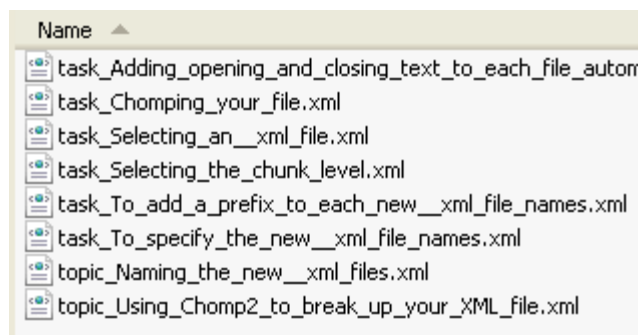 Name
task_Adding_opening_and_closing_text_to_each_file_autom
task_Chomping_your_file.xml
task_Selecting_an__xml_file.xml
task_Selecting_the_chunk_level.xml
task_To_add_a_prefix_to_each_new__xml_file_names.xml
task_To_specify_the_new__xml_file_names.xml
topic_Naming_the_new__xml_files.xml
topic_Using_Chomp2_to_break_up_your_XML_file.xml